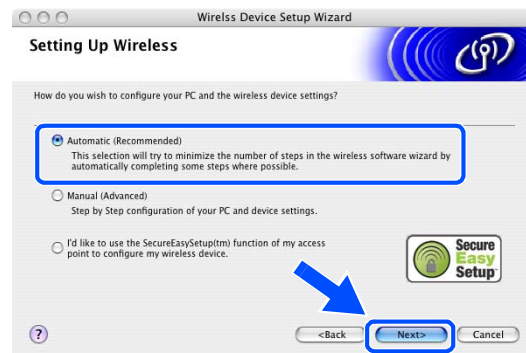 Wirelss Device Setup Wizard
Setting Up Wireless
How do you wish to configure your PC and the wireless device settings?
Automatic (Recommended)
This selection will try to minimize the number of steps in the wireless software wizard by
automatically completing some steps where possible.
Manual (Advanced)
Step by Step configuration of your PC and device settings.
I'd like to use the SecureEasySetup(tm) function of my access
point to configure my wireless device.
Secure
Easy
Setup
?
<Back
Next>
Cancel